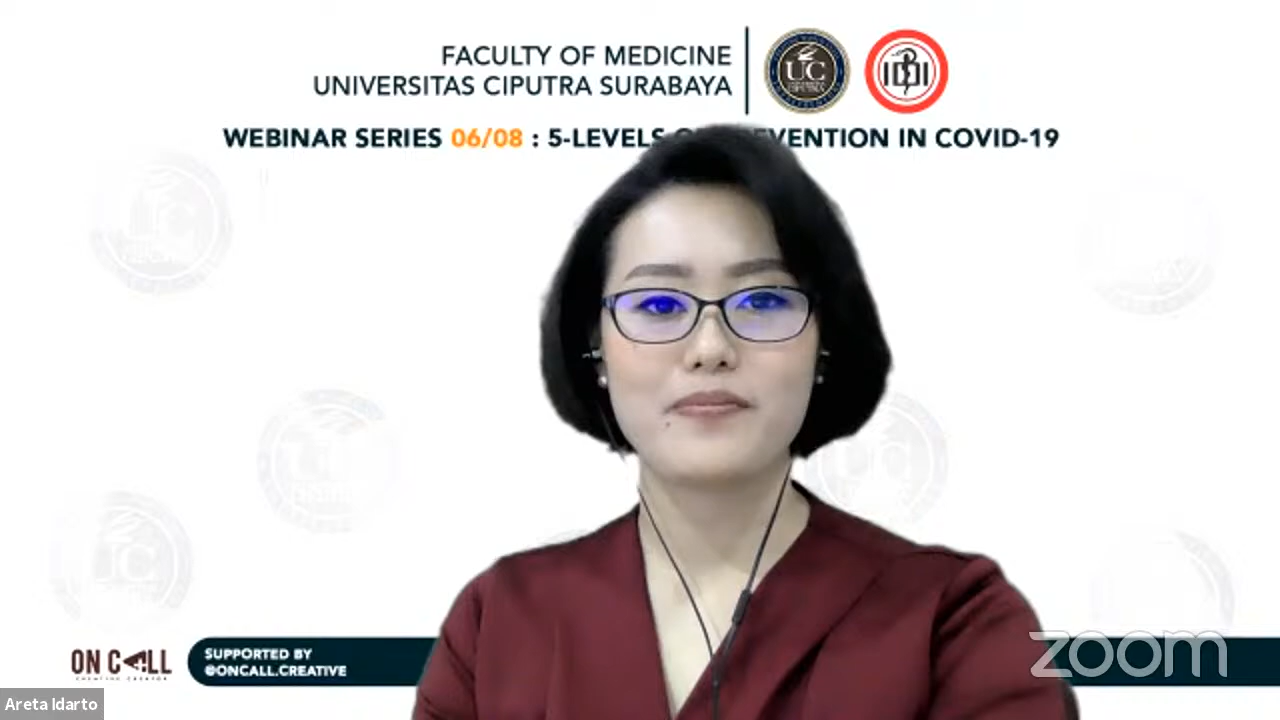 FACULTY OF MEDICINE
UNIVERSITAS CIPUTRA SURABAYA
UC
IDI
WEBINAR SERIES 06/08 : 5-LEVELS PREVENTION IN COVID-19
ON CALL
SUPPORTED BY
@ONCALL.CREATIVE
zoom
Areta Idarto